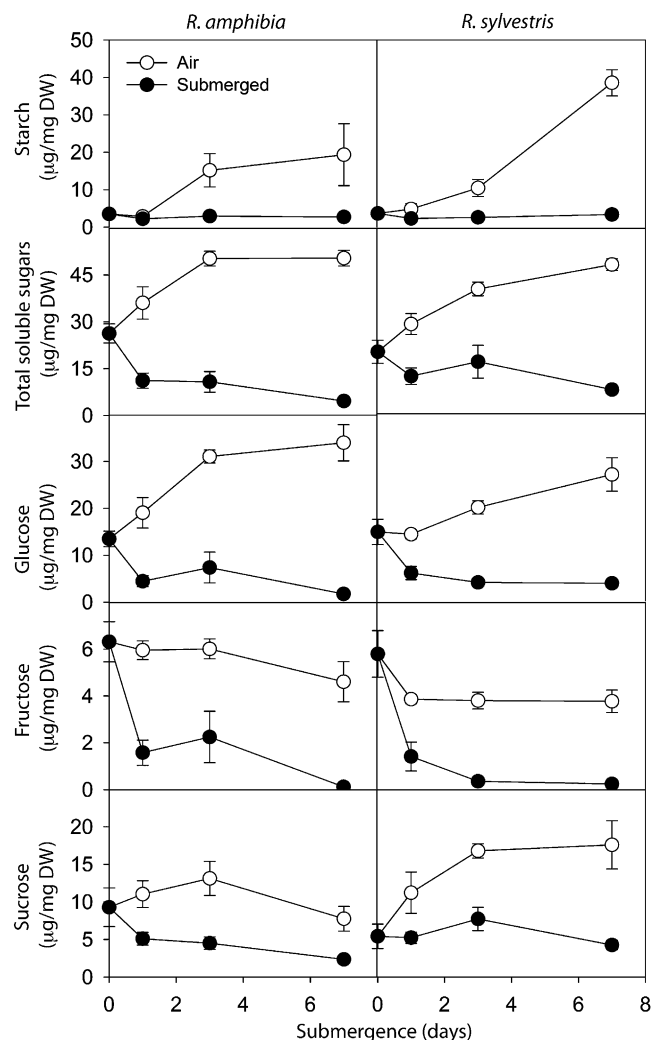 R. amphibia R. sylvestris
Air
Submerged
Starch
(μg/mg DW)
50
40
30
20
10
0
Total soluble sugars
(μg/mg DW)
45
30
15
0
Glucose
(μg/mg DW)
30
20
10
0
Fructose
(μg/mg DW)
6
4
2
0
Sucrose
(μg/mg DW)
20
15
10
5
0
0 2 4 6 0 2 4 6 8
Submergence (days)